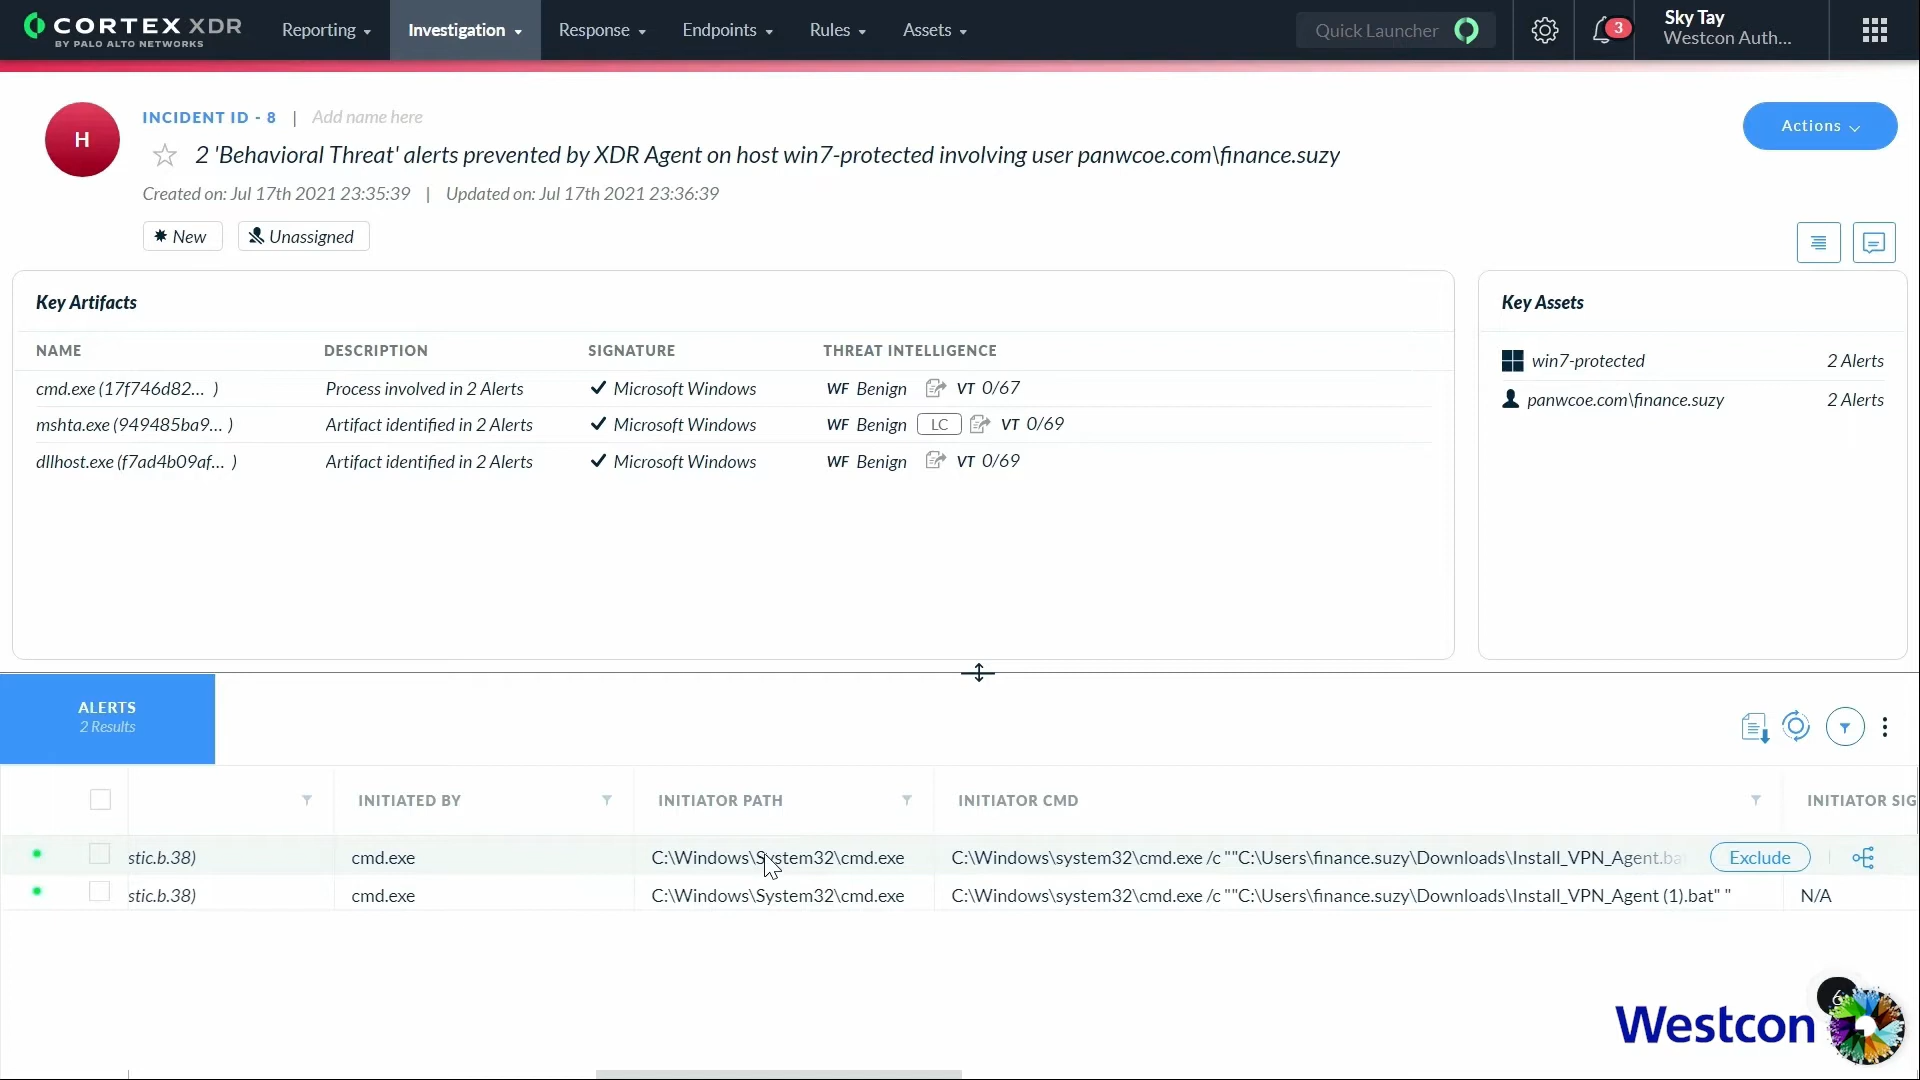 CORTEX XDR
BY PALO ALTO NETWORKS
Reporting
Investigation
Response
Endpoints
Rules
Assets
Quick Launcher
3
Sky Tay
Westcon Auth...
H
INCIDENT ID - 8 | Add name here
2 'Behavioral Threat' alerts prevented by XDR Agent on host win7-protected involving user panwcoe.com\finance.suzy
Created on: Jul 17th 2021 23:35:39 | Updated on: Jul 17th 2021 23:36:39
New
Unassigned
Actions
Key Artifacts
NAME DESCRIPTION SIGNATURE THREAT INTELLIGENCE
cmd.exe (17f746d82... ) Process involved in 2 Alerts Microsoft Windows WF Benign VT 0/67
mshta.exe (949485ba9... ) Artifact identified in 2 Alerts Microsoft Windows WF Benign LC VT 0/69
dllhost.exe (f7ad4b09af... ) Artifact identified in 2 Alerts Microsoft Windows WF Benign VT 0/69
Key Assets
win7-protected 2 Alerts
panwcoe.com\finance.suzy 2 Alerts
ALERTS
2 Results
INITIATED BY INITIATOR PATH INITIATOR CMD INITIATOR SIG
stic.b.38) cmd.exe C:\Windows\System32\cmd.exe C:\Windows\system32\cmd.exe /c ""C:\Users\finance.suzy\Downloads\Install_VPN_Agent.ba Exclude
stic.b.38) cmd.exe C:\Windows\System32\cmd.exe C:\Windows\system32\cmd.exe /c ""C:\Users\finance.suzy\Downloads\Install_VPN_Agent (1).bat" " N/A
Westcon